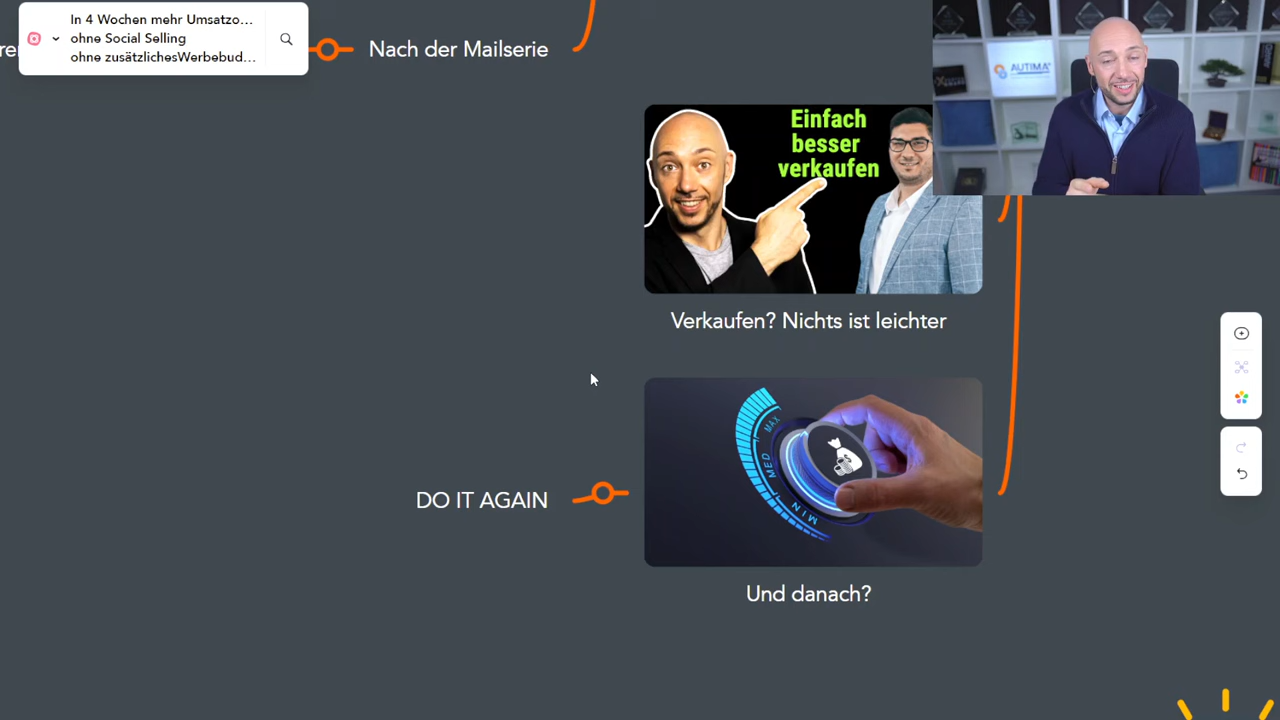 In 4 Wochen mehr Umsatzo…
ohne Social Selling
ohne zusätzlichesWerbebud…
Nach der Mailserie
AUTIMA
Einfach
besser
verkaufen
Verkaufen? Nichts ist leichter
MAX
MED
MIN
DO IT AGAIN
Und danach?